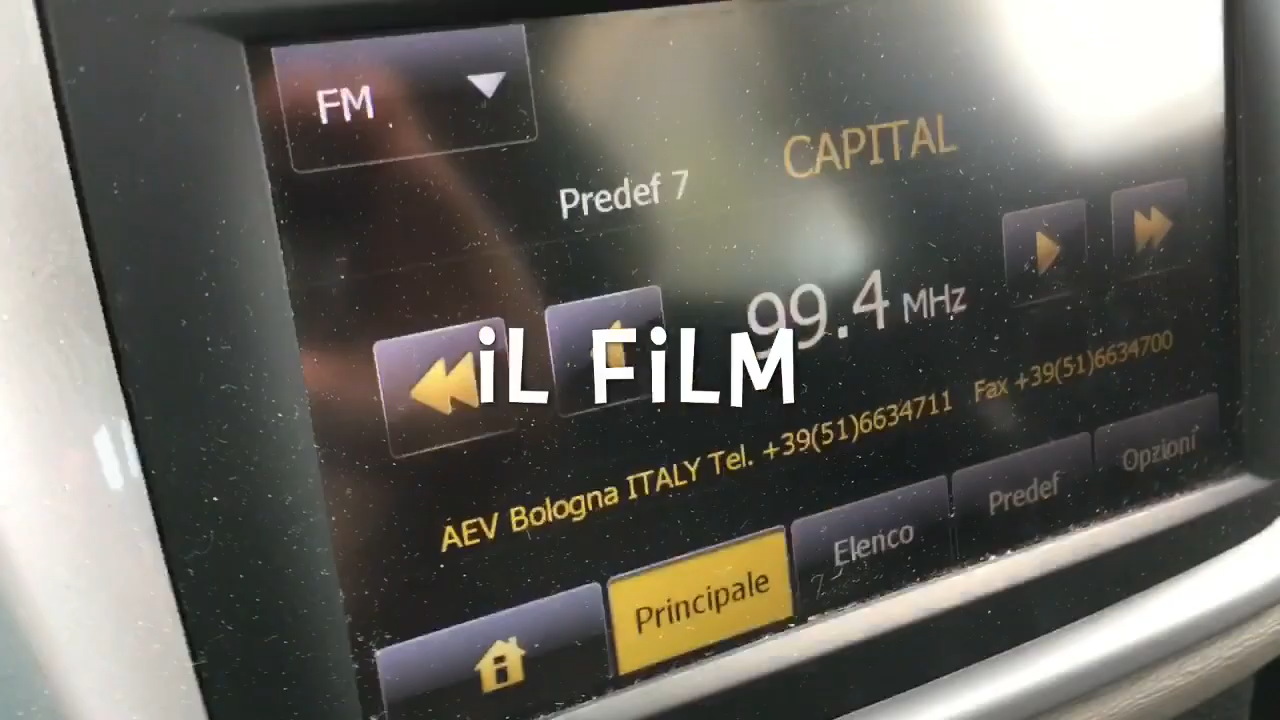 FM
CAPITAL
Predef 7
99.4 MHz
iL FiLM
AEV Bologna ITALY Tel. +39(51)6634711 Fax +39(51)6634700
Principale
Elenco
Predef
Opzioni